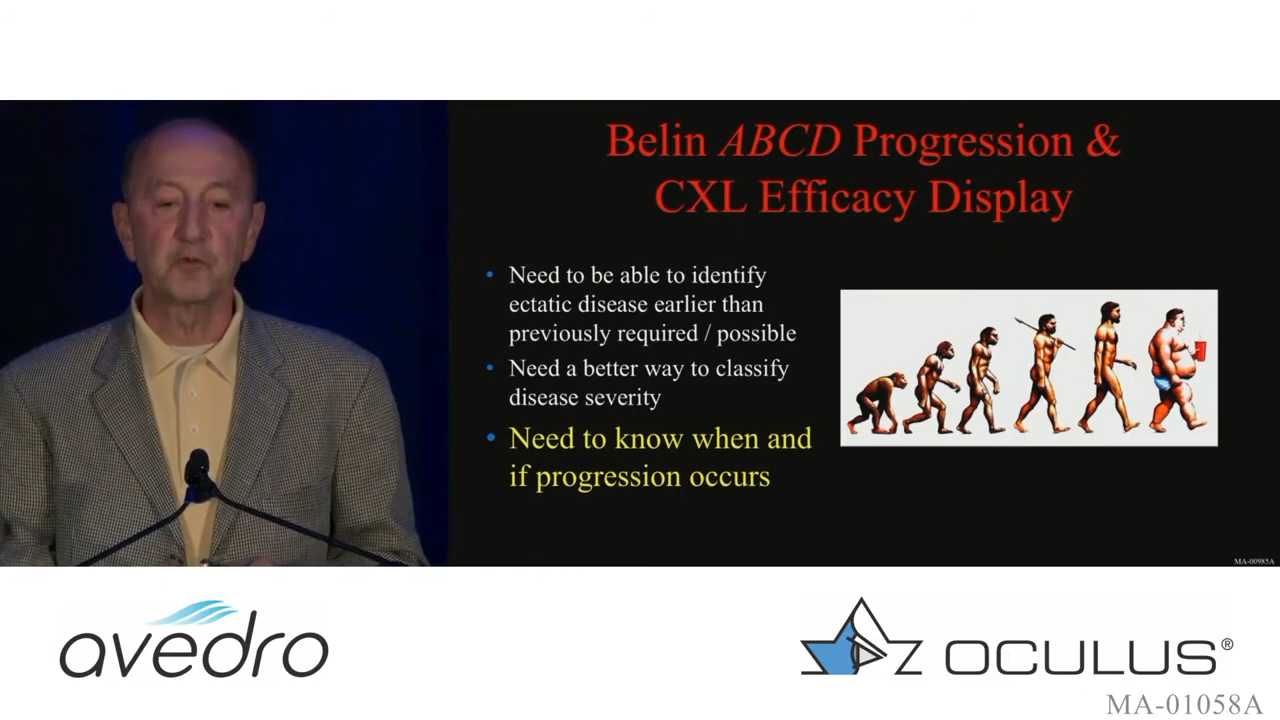 Belin ABCD Progression &
CXL Efficacy Display
• Need to be able to identify
ectatic disease earlier than
previously required / possible
• Need a better way to classify
disease severity
• Need to know when and
if progression occurs
MA-00985A
avedro
OCULUS®
MA-01058A